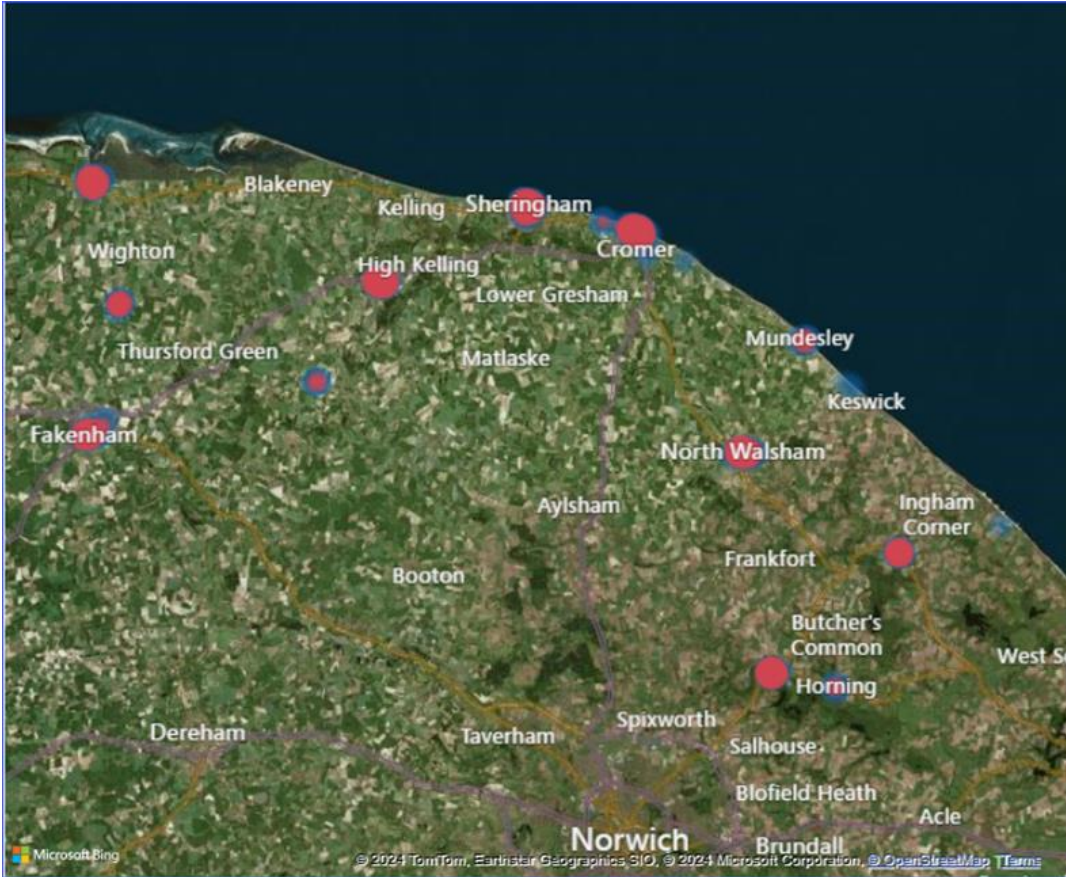 Blakeney
Kelling
Sheringham
Wighton
Cromer
High Kelling
Lower Gresham
Thursford Green
Matlaske
Mundesley
Keswick
Fakenham
North Walsham
Aylsham
Ingham
Corner
Frankfort
Booton
Butcher's
Common
West S
Horning
Spixworth
Dereham
Taverham
Salhouse
Blofield Heath
Acle
Norwich
Brundall
Microsoft Bing
© 2024 TomTom, Earthstar Geographics SIO, © 2024 Microsoft Corporation, © OpenStreetMap Terms